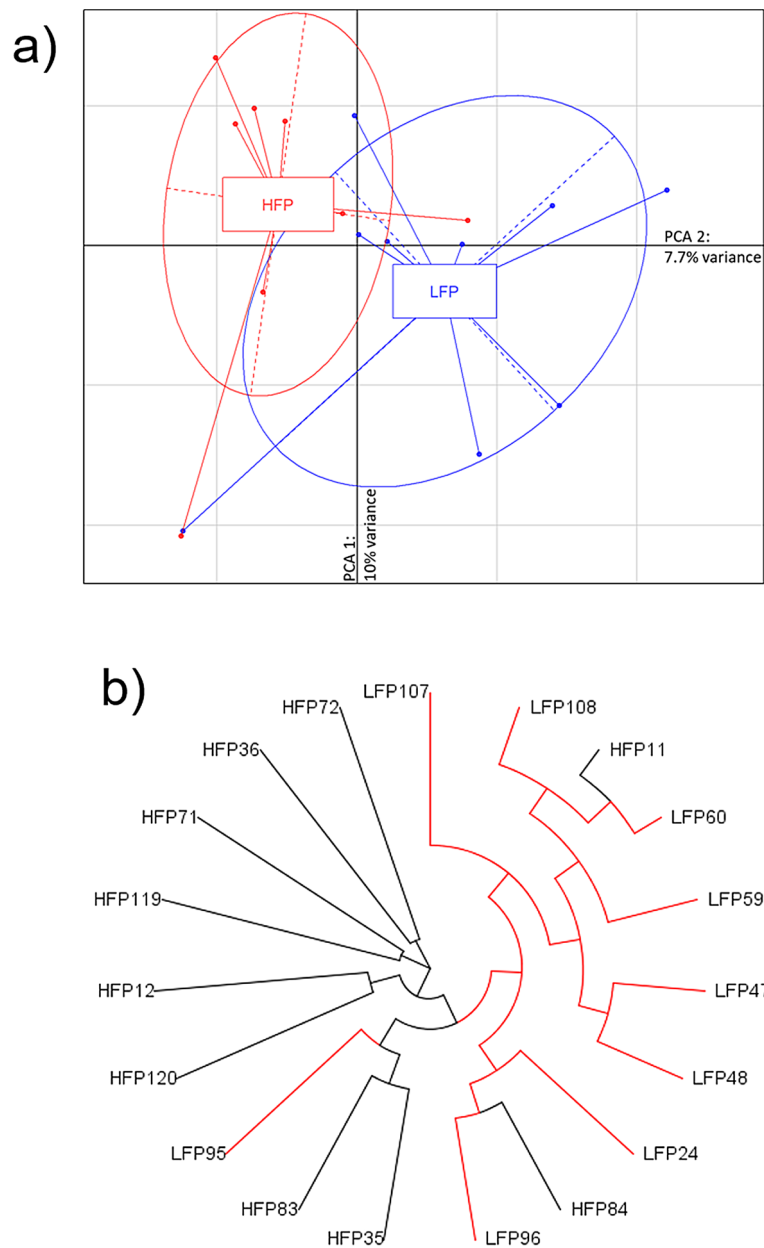 a)
HFP
LFP
PCA 2:
7.7% variance
PCA 1:
10% variance
b)
LFP107
HFP72
LFP108
HFP36
HFP11
HFP71
LFP60
HFP119
LFP59
HFP12
LFP47
HFP120
LFP48
LFP95
LFP24
HFP83
HFP84
HFP35
LFP96